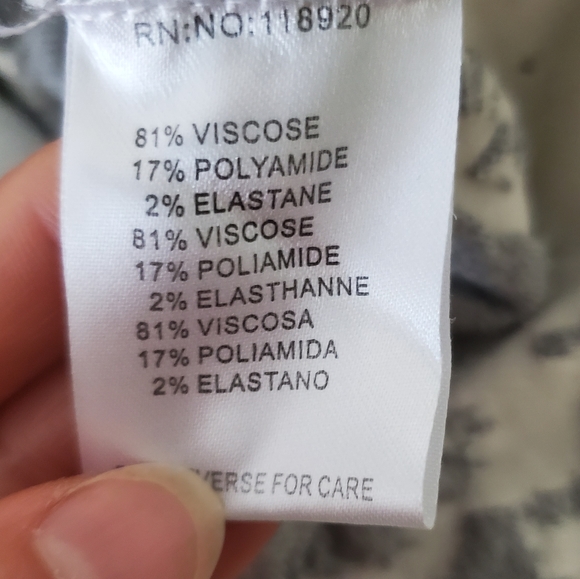 RN:NO:118920
81% VISCOSE
17% POLYAMIDE
2% ELASTANE
81% VISCOSE
17% POLIAMIDE
2% ELASTHANNE
81% VISCOSA
17% POLIAMIDA
2% ELASTANO
FOR CARE